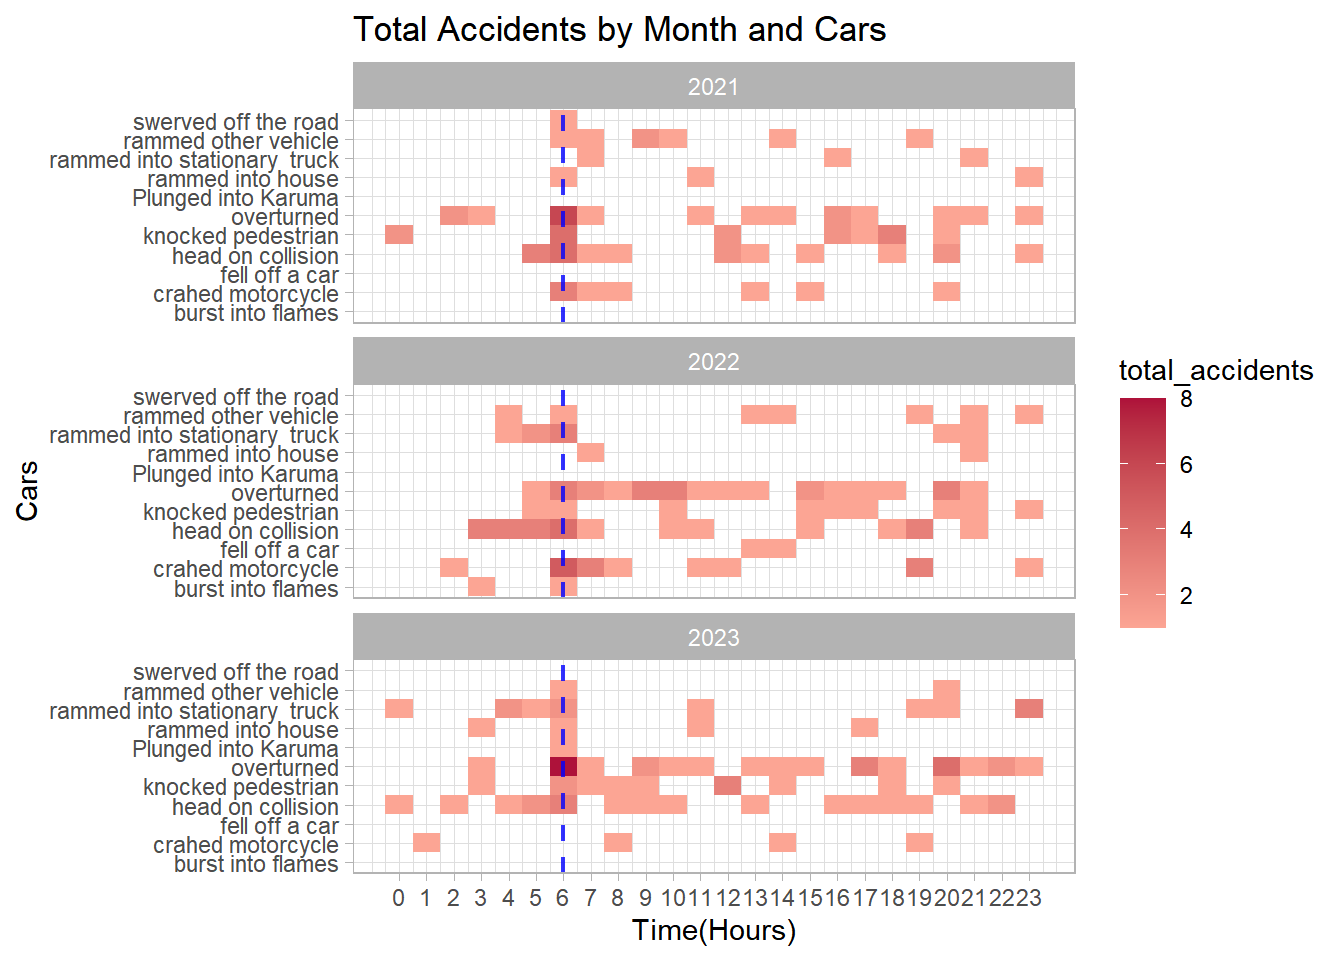 Total Accidents by Month and Cars
2021
swerved off the road
rammed other vehicle
rammed into stationary  truck
rammed into house
Plunged into Karuma
overturned
knocked pedestrian
head on collision
fell off a car
crahed motorcycle
burst into flames
2022
swerved off the road
rammed other vehicle
rammed into stationary  truck
rammed into house
Plunged into Karuma
overturned
knocked pedestrian
head on collision
fell off a car
crahed motorcycle
burst into flames
2023
swerved off the road
rammed other vehicle
rammed into stationary  truck
rammed into house
Plunged into Karuma
overturned
knocked pedestrian
head on collision
fell off a car
crahed motorcycle
burst into flames
0 1 2 3 4 5 6 7 8 9 10 11 12 13 14 15 16 17 18 19 20 21 22 23
Time(Hours)
Cars
total_accidents
8
6
4
2